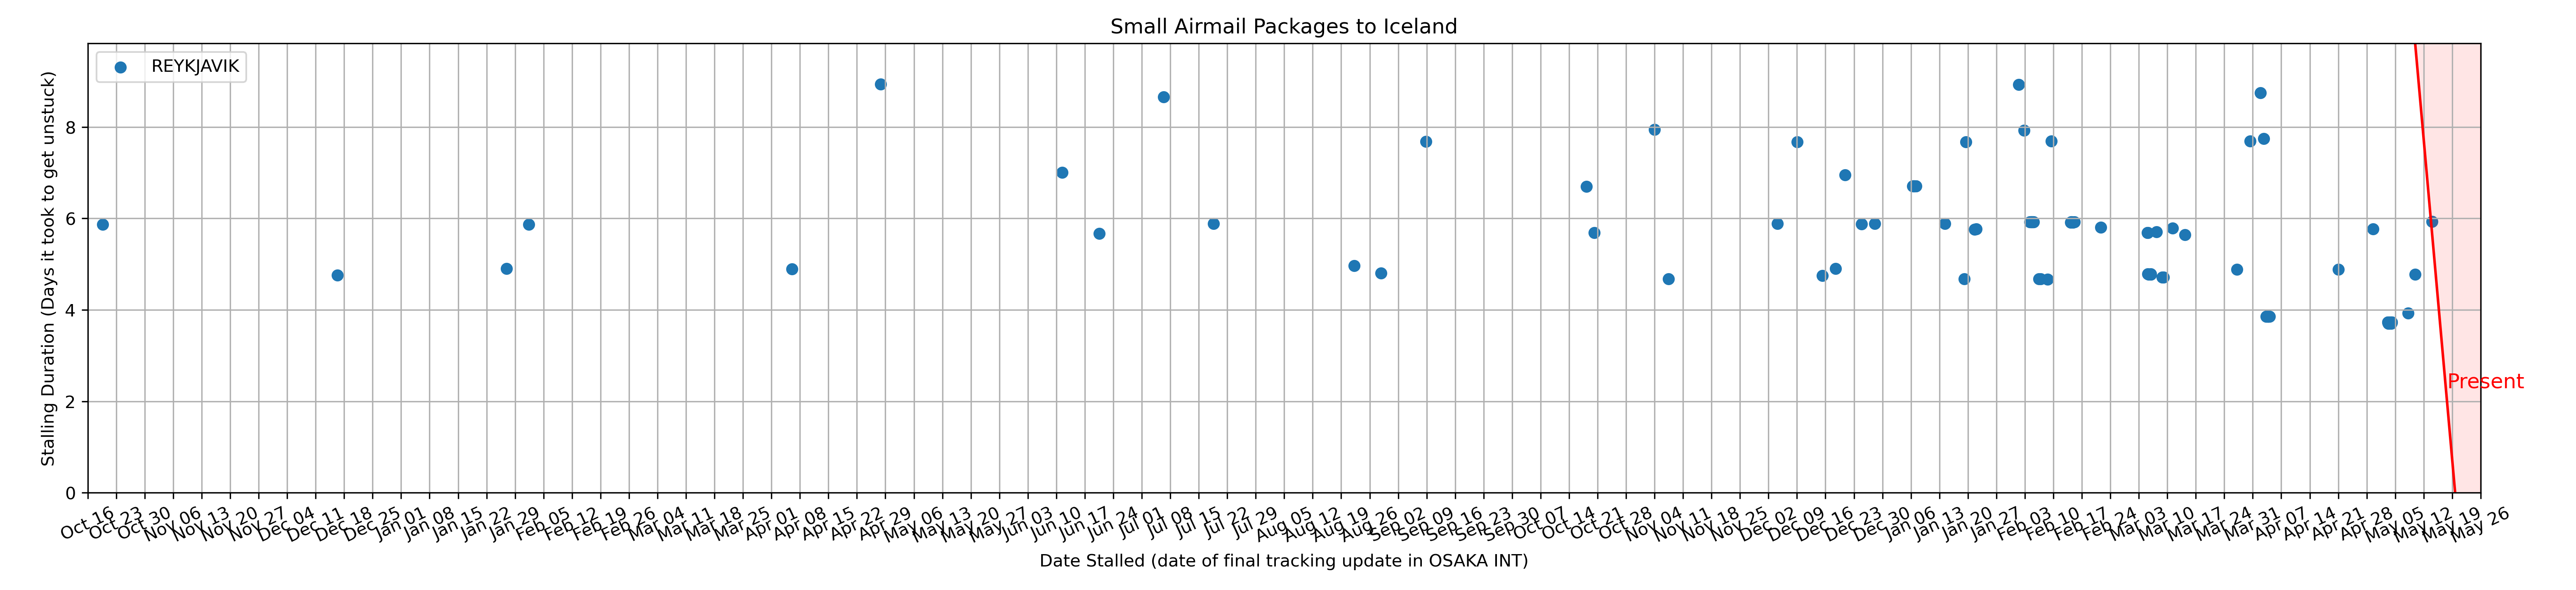 Small Airmail Packages to Iceland
REYKJAVIK
Stalling Duration (Days it took to get unstuck)
8
6
4
2
0
Present
Oct 16
Oct 23
Oct 30
Nov 06
Nov 13
Nov 20
Nov 27
Dec 04
Dec 11
Dec 18
Dec 25
Jan 01
Jan 08
Jan 15
Jan 22
Jan 29
Feb 05
Feb 12
Feb 19
Feb 26
Mar 04
Mar 11
Mar 18
Mar 25
Apr 01
Apr 08
Apr 15
Apr 22
Apr 29
May 06
May 13
May 20
May 27
Jun 03
Jun 10
Jun 17
Jun 24
Jul 01
Jul 08
Jul 15
Jul 22
Jul 29
Aug 05
Aug 12
Aug 19
Aug 26
Sep 02
Sep 09
Sep 16
Sep 23
Sep 30
Oct 07
Oct 14
Oct 21
Oct 28
Nov 04
Nov 11
Nov 18
Nov 25
Dec 02
Dec 09
Dec 16
Dec 23
Dec 30
Jan 06
Jan 13
Jan 20
Jan 27
Feb 03
Feb 10
Feb 17
Feb 24
Mar 03
Mar 10
Mar 17
Mar 24
Mar 31
Apr 07
Apr 14
Apr 21
Apr 28
May 05
May 12
May 19
May 26
Date Stalled (date of final tracking update in OSAKA INT)